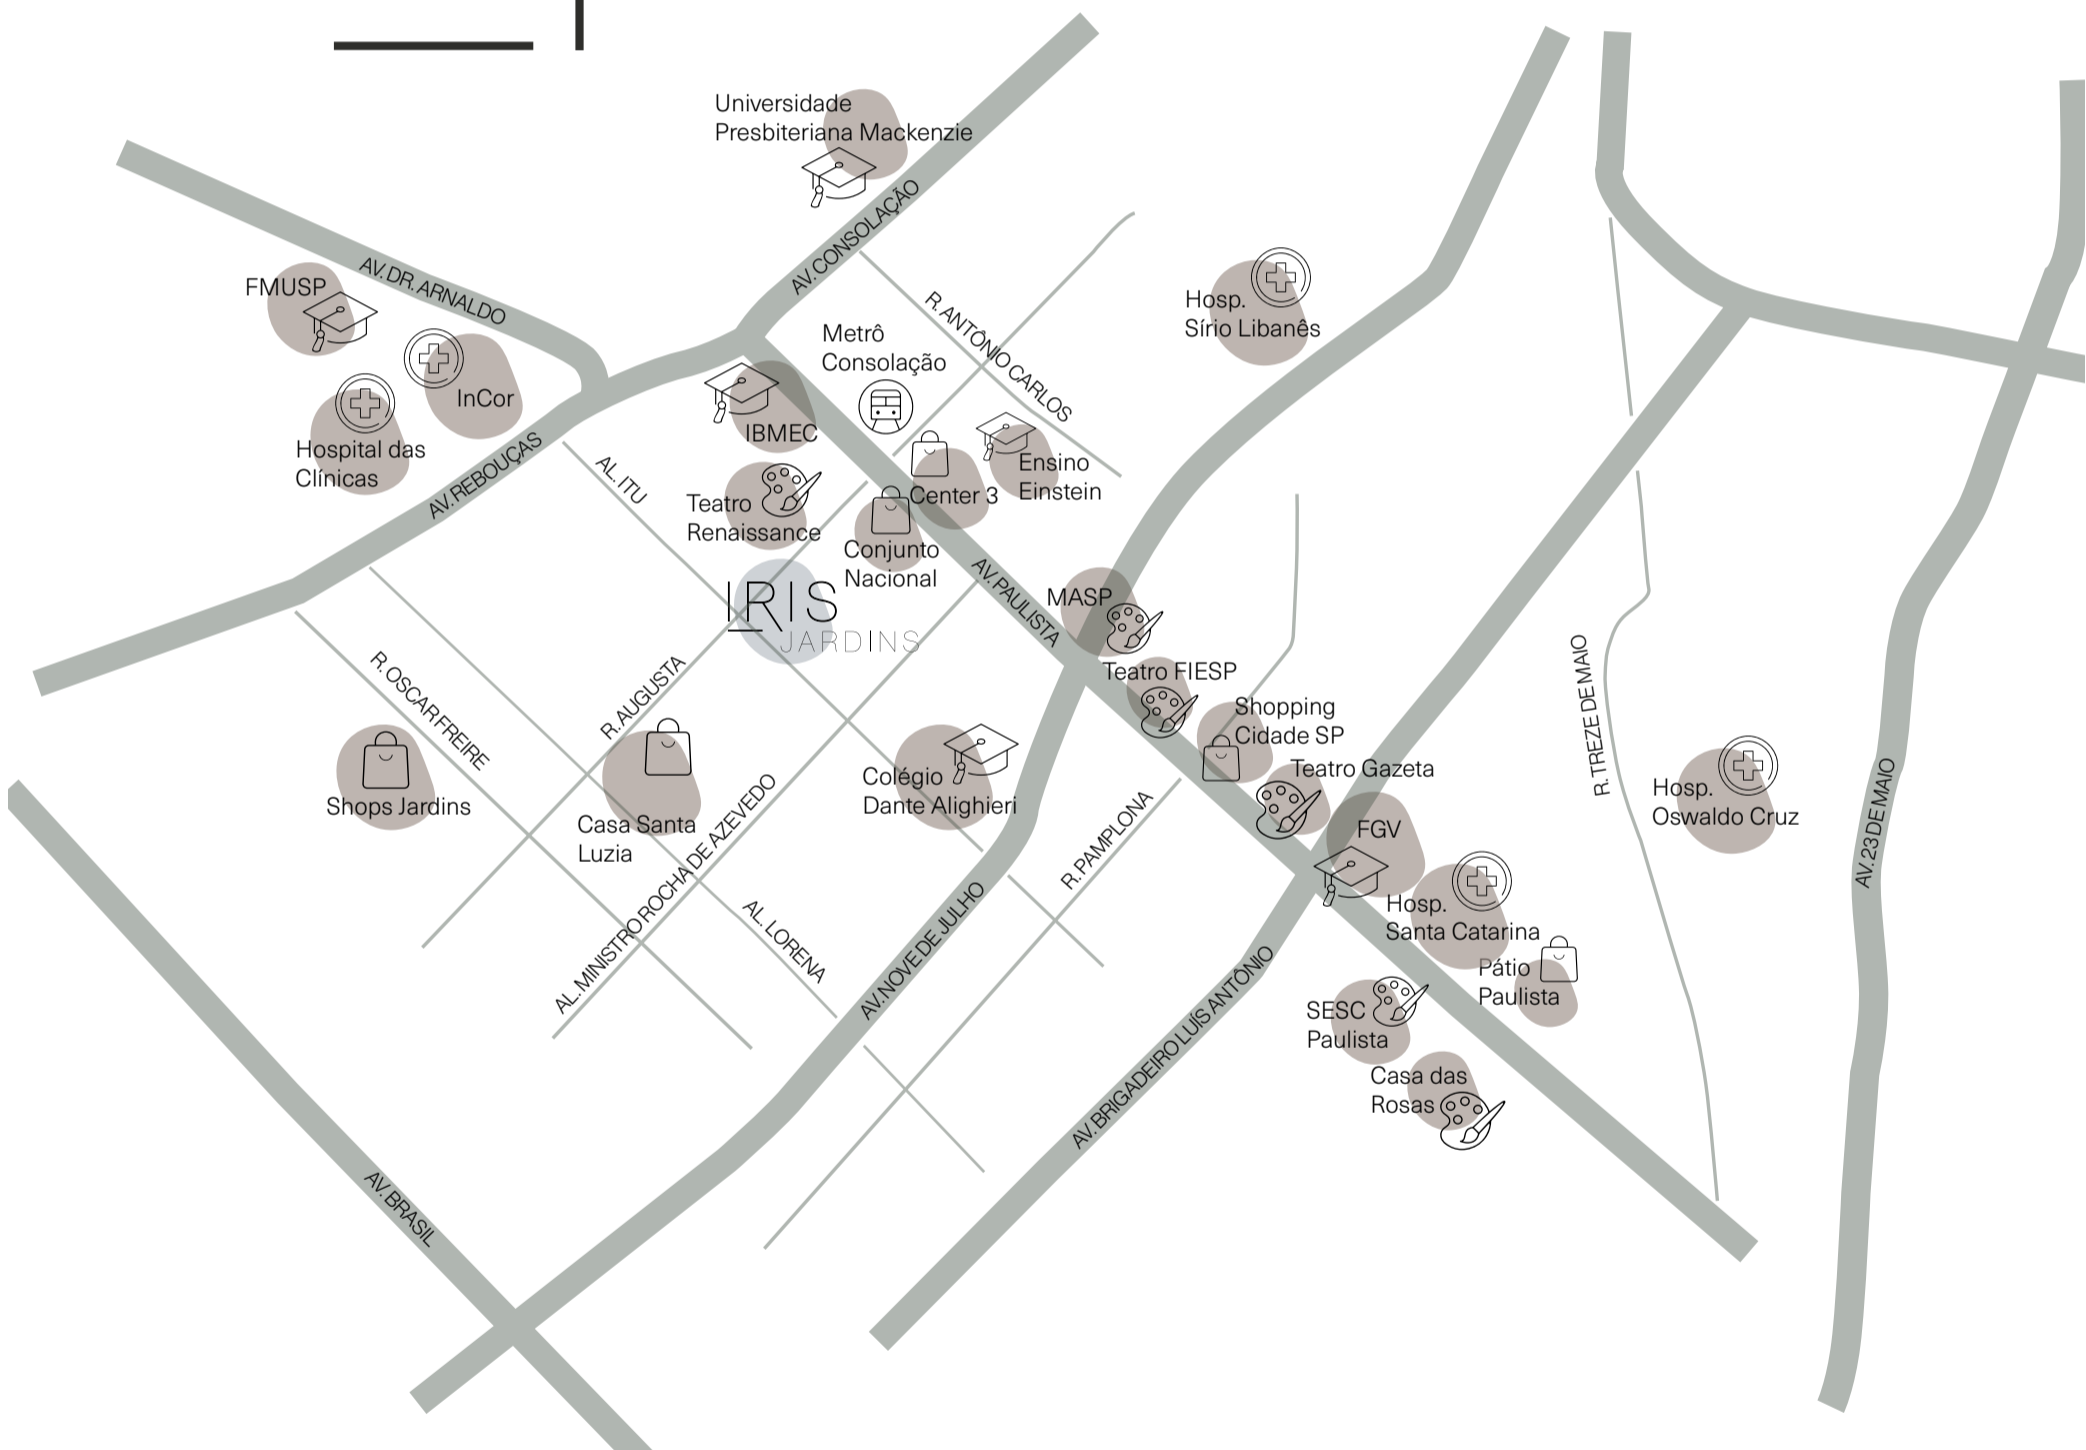 Universidade
Presbiteriana Mackenzie
AV. CONSOLAÇÃO
AV. DR. ARNALDO
FMUSP
InCor
Hospital das
Clínicas
AV. REBOUÇAS
R. ANTÔNIO CARLOS
Metrô
Consolação
Hosp.
Sírio Libanês
IBMEC
AL. ITU
Teatro
Renaissance
Center 3
Ensino
Einstein
Conjunto
Nacional
IRIS
JARDINS
AV. PAULISTA
MASP
Teatro FIESP
Shopping
Cidade SP
Teatro Gazeta
R. OSCAR FREIRE
R. AUGUSTA
Shops Jardins
Casa Santa
Luzia
AL. MINISTRO ROCHA DE AZEVEDO
Colégio
Dante Alighieri
R. PAMPLONA
FGV
R. TREZE DE MAIO
Hosp.
Oswaldo Cruz
AV. 23 DE MAIO
AL. LORENA
AV. NOVE DE JULHO
Hosp.
Santa Catarina
Pátio
Paulista
SESC
Paulista
AV. BRIGADEIRO LUÍS ANTÔNIO
Casa das
Rosas
AV. BRASIL